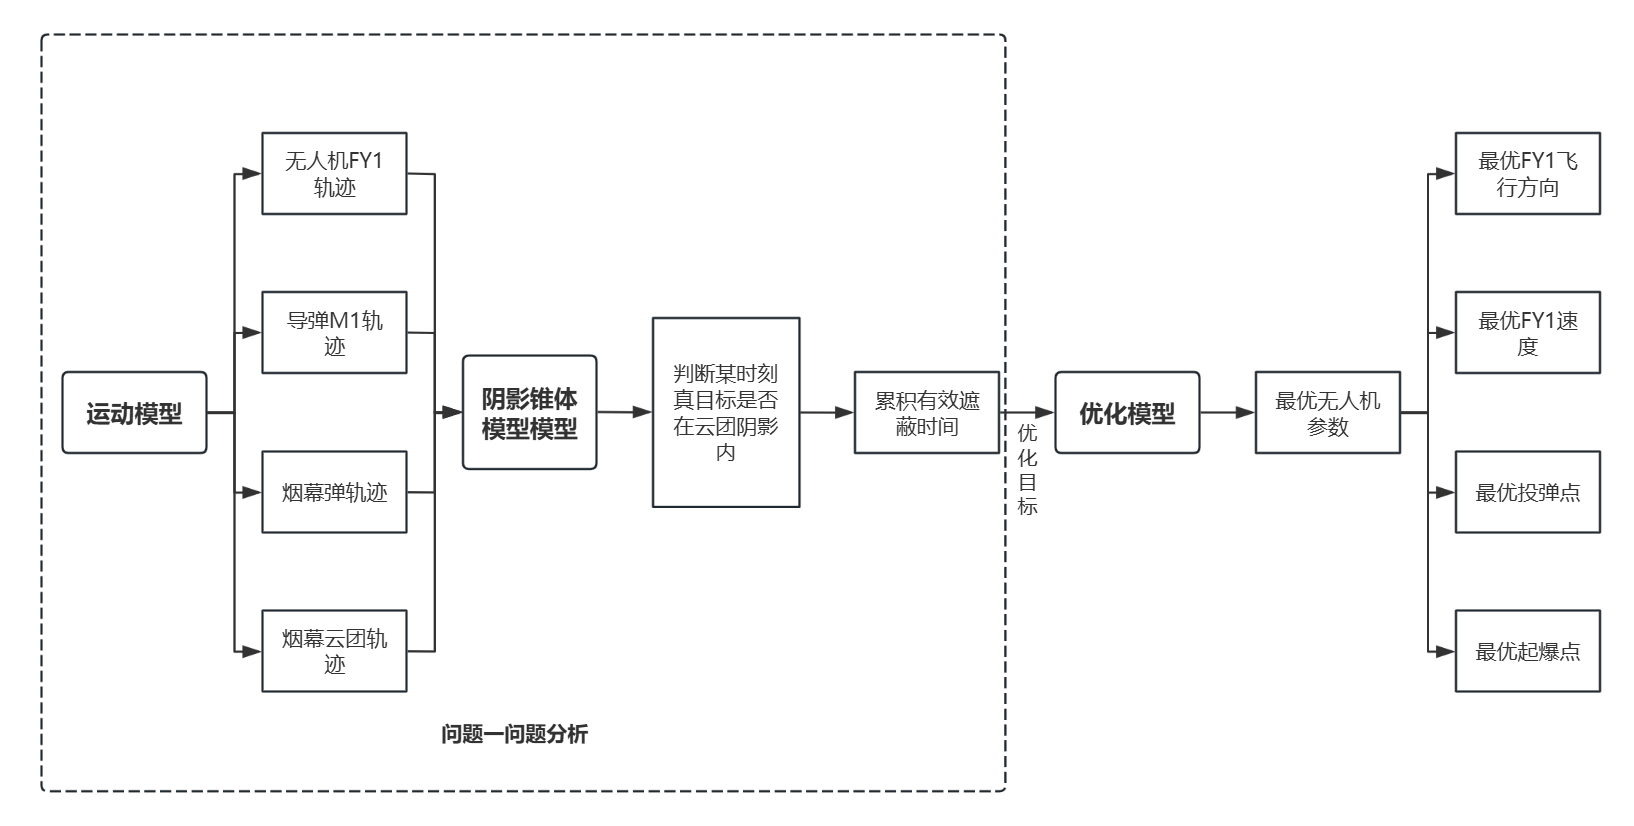 运动模型
无人机FY1
轨迹
导弹M1轨
迹
烟幕弹轨迹
烟幕云团轨
迹
阴影锥体
模型模型
判断某时刻
真目标是否
在云团阴影
内
累积有效遮
蔽时间
问题一问题分析
优
化
目
标
优化模型
最优无人机
参数
最优FY1飞
行方向
最优FY1速
度
最优投弹点
最优起爆点